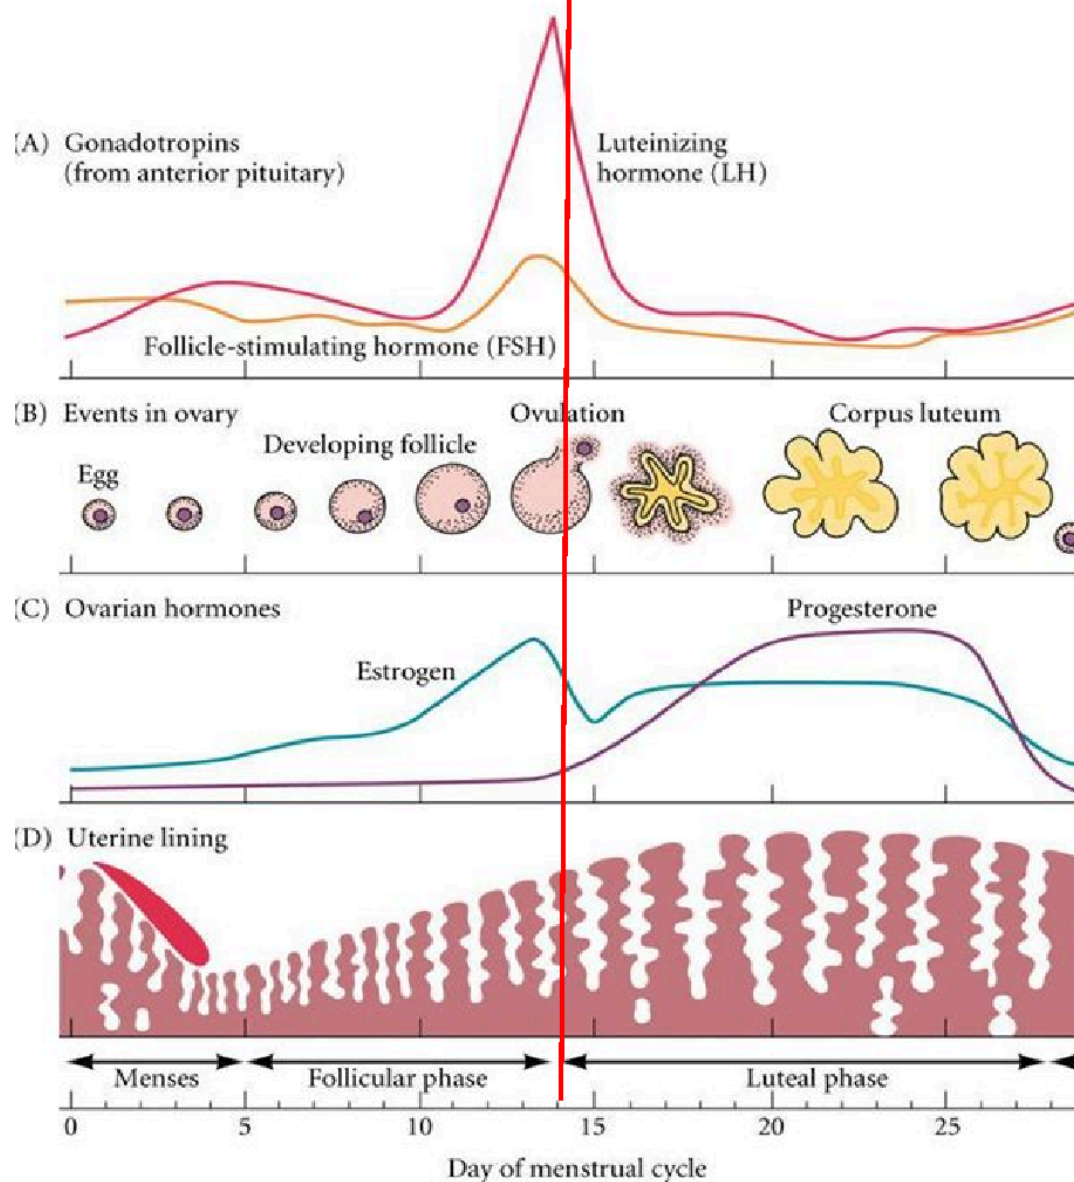 (A) Gonadotropins
(from anterior pituitary)
Luteinizing
hormone (LH)
Follicle-stimulating hormone (FSH)
(B) Events in ovary
Ovulation
Corpus luteum
Developing follicle
Egg
(C) Ovarian hormones
Progesterone
Estrogen
(D) Uterine lining
Menses
Follicular phase
Luteal phase
0 5 10 15 20 25
Day of menstrual cycle